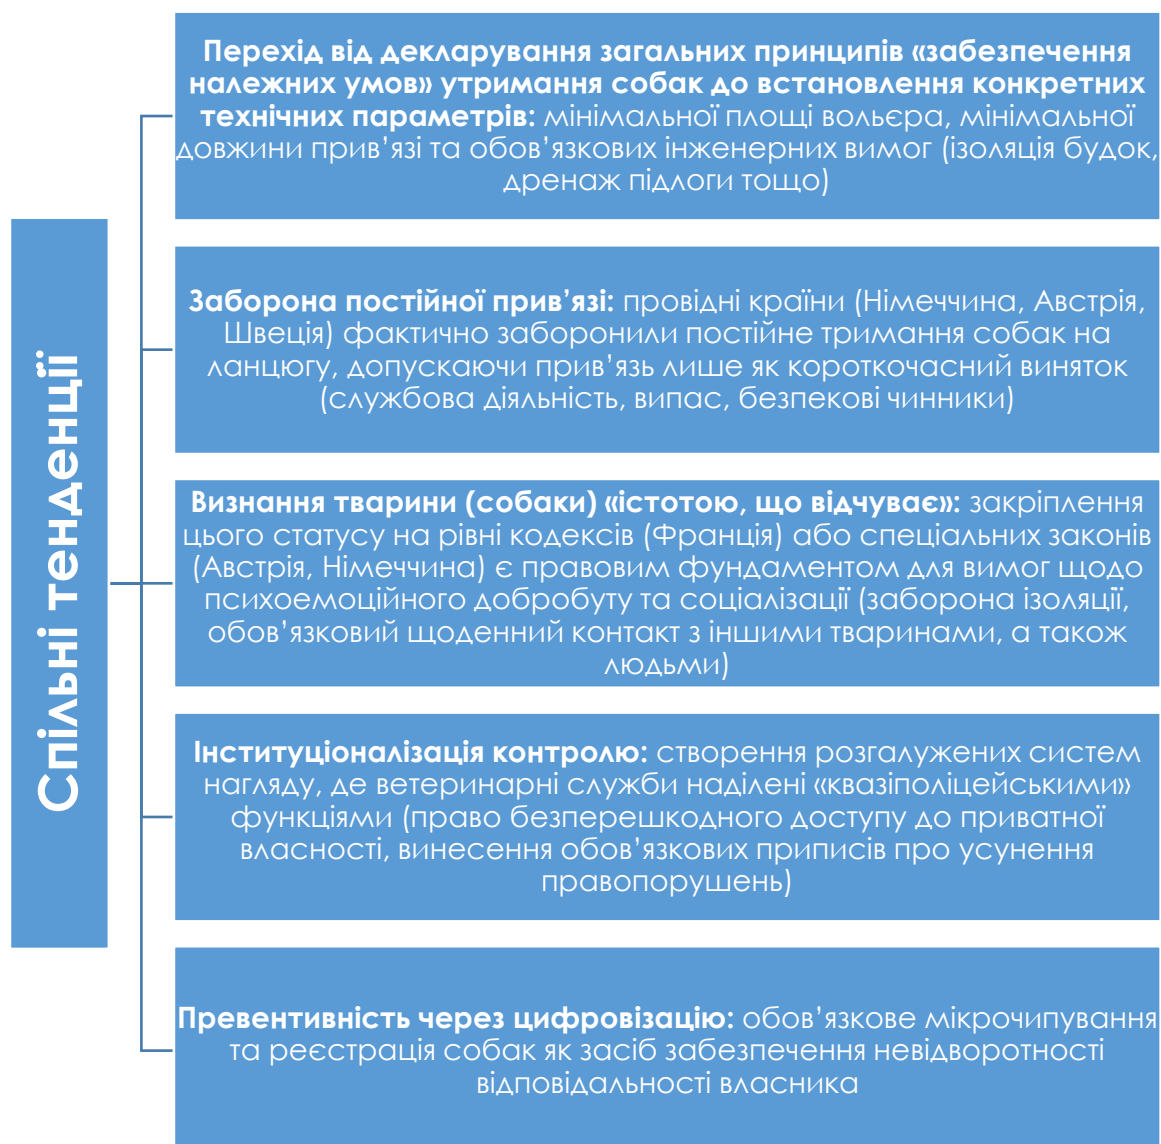 Спільні тенденції
Перехід від декларування загальних принципів «забезпечення
належних умов» утримання собак до встановлення конкретних
технічних параметрів: мінімальної площі вольєра, мінімальної
довжини прив’язі та обов’язкових інженерних вимог (ізоляція будок,
дренаж підлоги тощо)
Заборона постійної прив’язі: провідні країни (Німеччина, Австрія,
Швеція) фактично заборонили постійне тримання собак на
ланцюгу, допускаючи прив’язь лише як короткочасний виняток
(службова діяльність, випас, безпекові чинники)
Визнання тварини (собаки) «істотою, що відчуває»: закріплення
цього статусу на рівні кодексів (Франція) або спеціальних законів
(Австрія, Німеччина) є правовим фундаментом для вимог щодо
психоемоційного добробуту та соціалізації (заборона ізоляції,
обов’язковий щоденний контакт з іншими тваринами, а також
людьми)
Інституціоналізація контролю: створення розгалужених систем
нагляду, де ветеринарні служби наділені «квазіполіцейськими»
функціями (право безперешкодного доступу до приватної
власності, винесення обов’язкових приписів про усунення
правопорушень)
Превентивність через цифровізацію: обов’язкове мікрочипування
та реєстрація собак як засіб забезпечення невідворотності
відповідальності власника